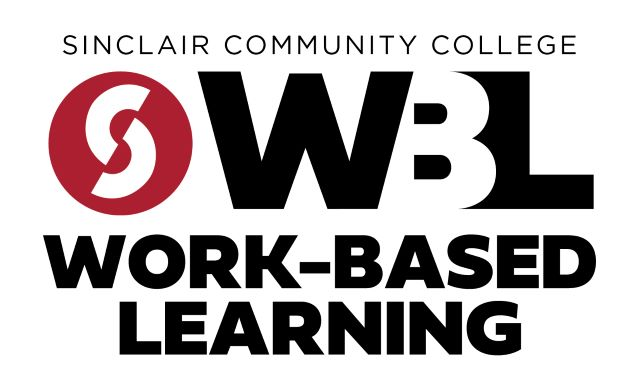 SINCLAIR COMMUNITY COLLEGE
S WBL
WORK-BASED
LEARNING